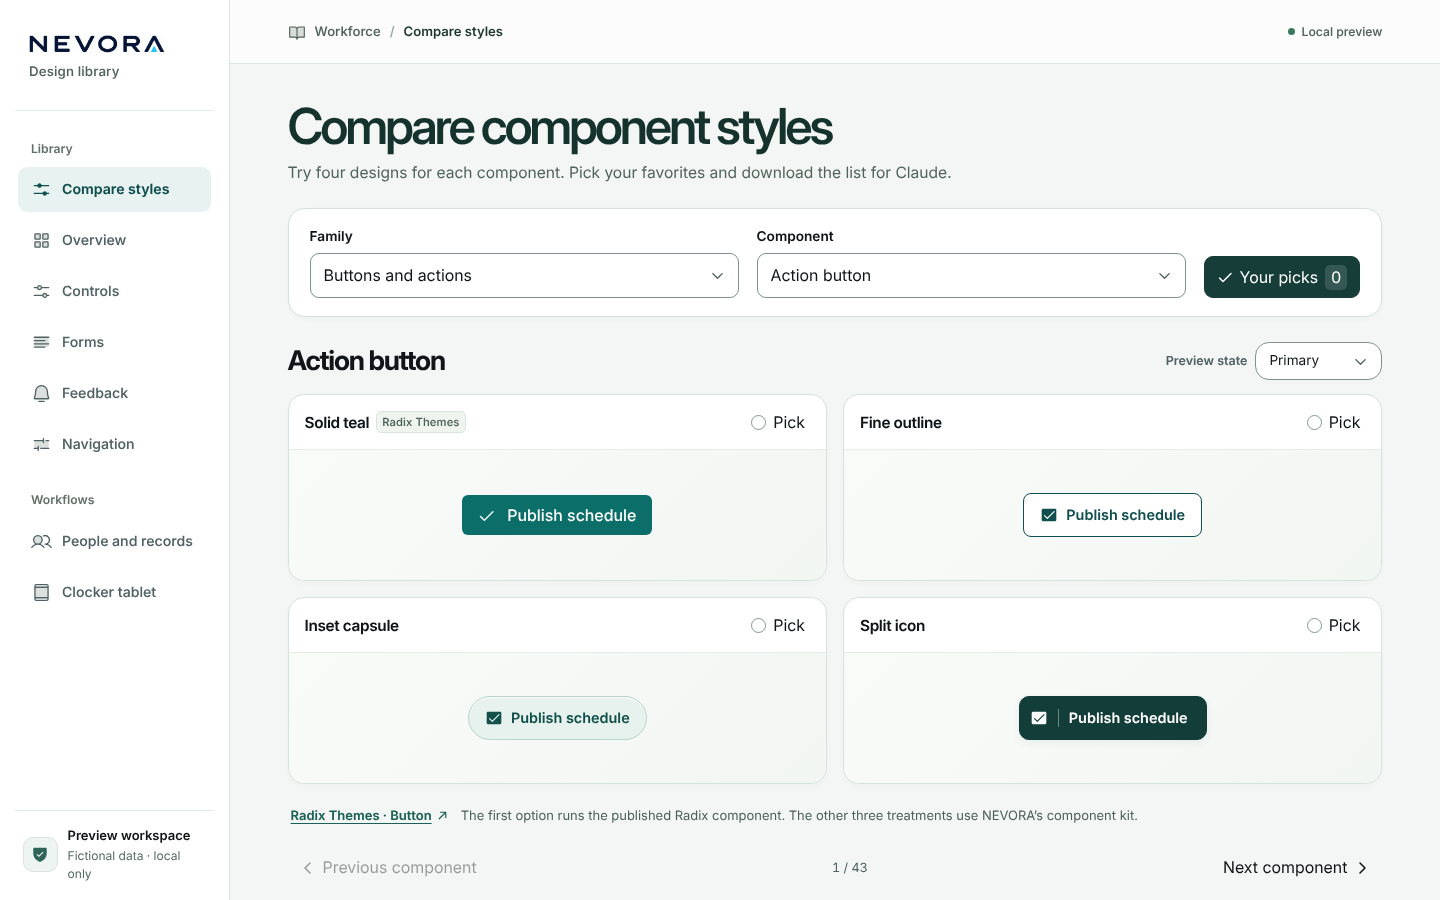 NEVORA
Design library
Library
Compare styles
Overview
Controls
Forms
Feedback
Navigation
Workflows
People and records
Clocker tablet
Preview workspace
Fictional data · local
only
Workforce / Compare styles
Local preview
Compare component styles
Try four designs for each component. Pick your favorites and download the list for Claude.
Family
Buttons and actions
Component
Action button
Your picks 0
Action button
Preview state
Primary
Solid teal
Radix Themes
Pick
Publish schedule
Fine outline
Pick
Publish schedule
Inset capsule
Pick
Publish schedule
Split icon
Pick
Publish schedule
Radix Themes · Button ↗ The first option runs the published Radix component. The other three treatments use NEVORA’s component kit.
Previous component
1 / 43
Next component